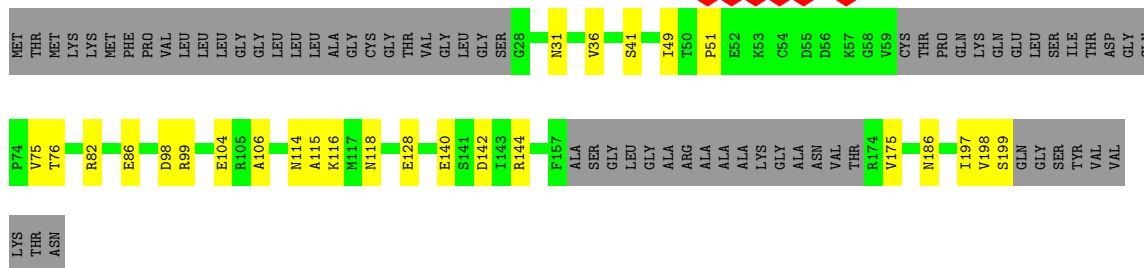 MET THR MET LYS LYS MET PHE PRO VAL LEU LEU LEU GLY GLY LEU LEU LEU ALA GLY CYS GLY THR VAL GLY LEU GLY SER G28 N31 V36 S41 I49 T50 P51 E52 K53 C54 D55 D56 K57 G58 V59 CYS THR PRO GLN LYS GLN GLU LEU SER ILE THR ASP GLY
P74 V75 T76 R82 E86 D98 R99 E104 R105 A106 N114 A115 K116 M117 N118 E128 E140 S141 D142 I143 R144 F157 ALA SER GLY LEU GLY ALA ARG ALA ALA ALA LYS GLY ALA ASN VAL THR R174 V175 N186 I197 V198 S199 GLN GLY SER TYR VAL VAL
LYS THR ASN